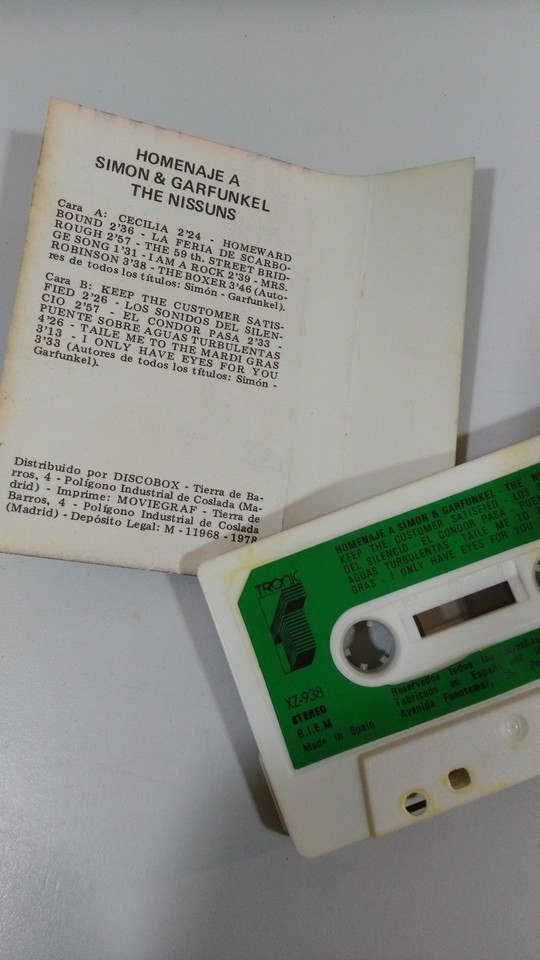 HOMENAJE A
SIMON & GARFUNKEL
THE NISSUNS
Cara A: CECILIA 2'24 - HOMEWARD
BOUND 2'36 - LA FERIA DE SCARBO-
ROUGH 2'57 - THE 59 th. STREET BRID-
GE SONG 1'31 - I AM A ROCK 2'39 - MRS.
ROBINSON 3'38 - THE BOXER 3'46 (Auto-
res de todos los títulos: Simón - Garfunkel).
Cara B: KEEP THE CUSTOMER SATIS-
FIED 2'26 - LOS SONIDOS DEL SILEN-
CIO 2'57 - EL CONDOR PASA 2'33 -
PUENTE SOBRE AGUAS TURBULENTAS
4'26 - TAILE ME TO THE MARDI GRAS
3'13 - I ONLY HAVE EYES FOR YOU
3'33 (Autores de todos los títulos: Simón -
Garfunkel).
Distribuido por DISCOBOX - Tierra de Ba-
rros, 4 - Polígono Industrial de Coslada (Ma-
drid) - Imprime: MOVIEGRAF - Tierra de
Barros, 4 - Polígono Industrial de Coslada
(Madrid) - Depósito Legal: M - 11968 - 1978
HOMENAJE A SIMON & GARFUNKEL - THE
KEEP THE CUSTOMER SATISFIED - LOS
DEL SILENCIO - EL CONDOR PASA -
AGUAS TURBULENTAS - TAILE ME TO
GRAS - I ONLY HAVE EYES FOR YOU
TRONIC
XZ-938
STEREO
B.I.E.M
Made in Spain
Reservados todos los
Fabricado en España por
Avenida Fuentemar,